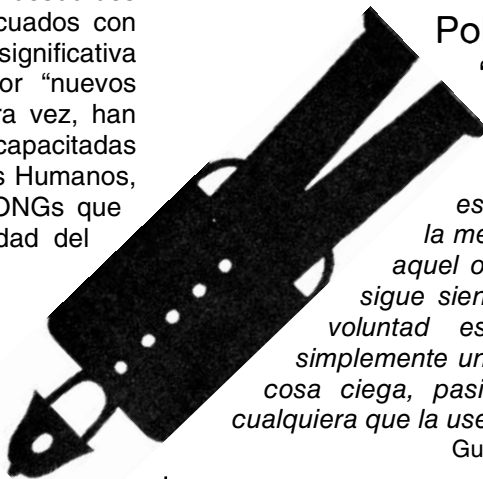 cuados con
significativa
or “nuevos
ra vez, han
capacitadas
s Humanos,
ONGs que
dad del
Po
“
es
la me
aquel o
sigue sien
voluntad es
simplemente un
cosa ciega, pasi
cualquiera que la use
Gu